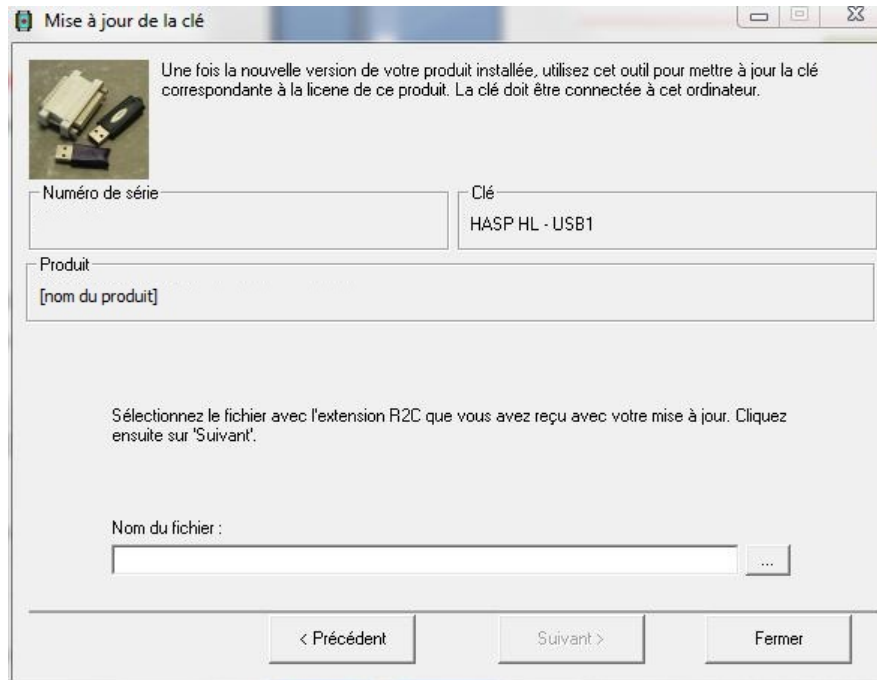 Mise à jour de la clé
Une fois la nouvelle version de votre produit installée, utilisez cet outil pour mettre à jour la clé
correspondante à la licene de ce produit. La clé doit être connectée à cet ordinateur.
Numéro de série
Clé
HASP HL - USB1
Produit
[nom du produit]
Sélectionnez le fichier avec l'extension R2C que vous avez reçu avec votre mise à jour. Cliquez
ensuite sur 'Suivant'.
Nom du fichier :
...
< Précédent
Suivant >
Fermer